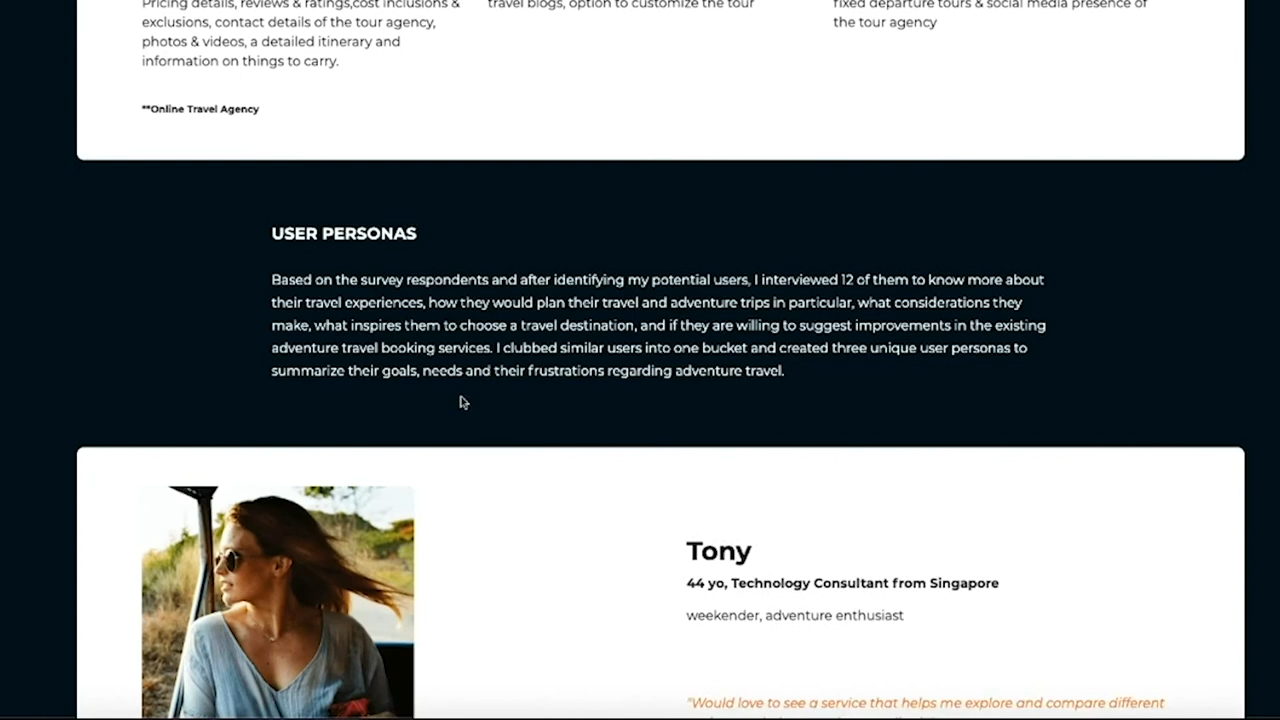 Pricing details, reviews & ratings,cost inclusions &
exclusions, contact details of the tour agency,
photos & videos, a detailed itinerary and
information on things to carry.
travel blogs, option to customize the tour
fixed departure tours & social media presence of
the tour agency
**Online Travel Agency
USER PERSONAS
Based on the survey respondents and after identifying my potential users, I interviewed 12 of them to know more about
their travel experiences, how they would plan their travel and adventure trips in particular, what considerations they
make, what inspires them to choose a travel destination, and if they are willing to suggest improvements in the existing
adventure travel booking services. I clubbed similar users into one bucket and created three unique user personas to
summarize their goals, needs and their frustrations regarding adventure travel.
Tony
44 yo, Technology Consultant from Singapore
weekender, adventure enthusiast
"Would love to see a service that helps me explore and compare different